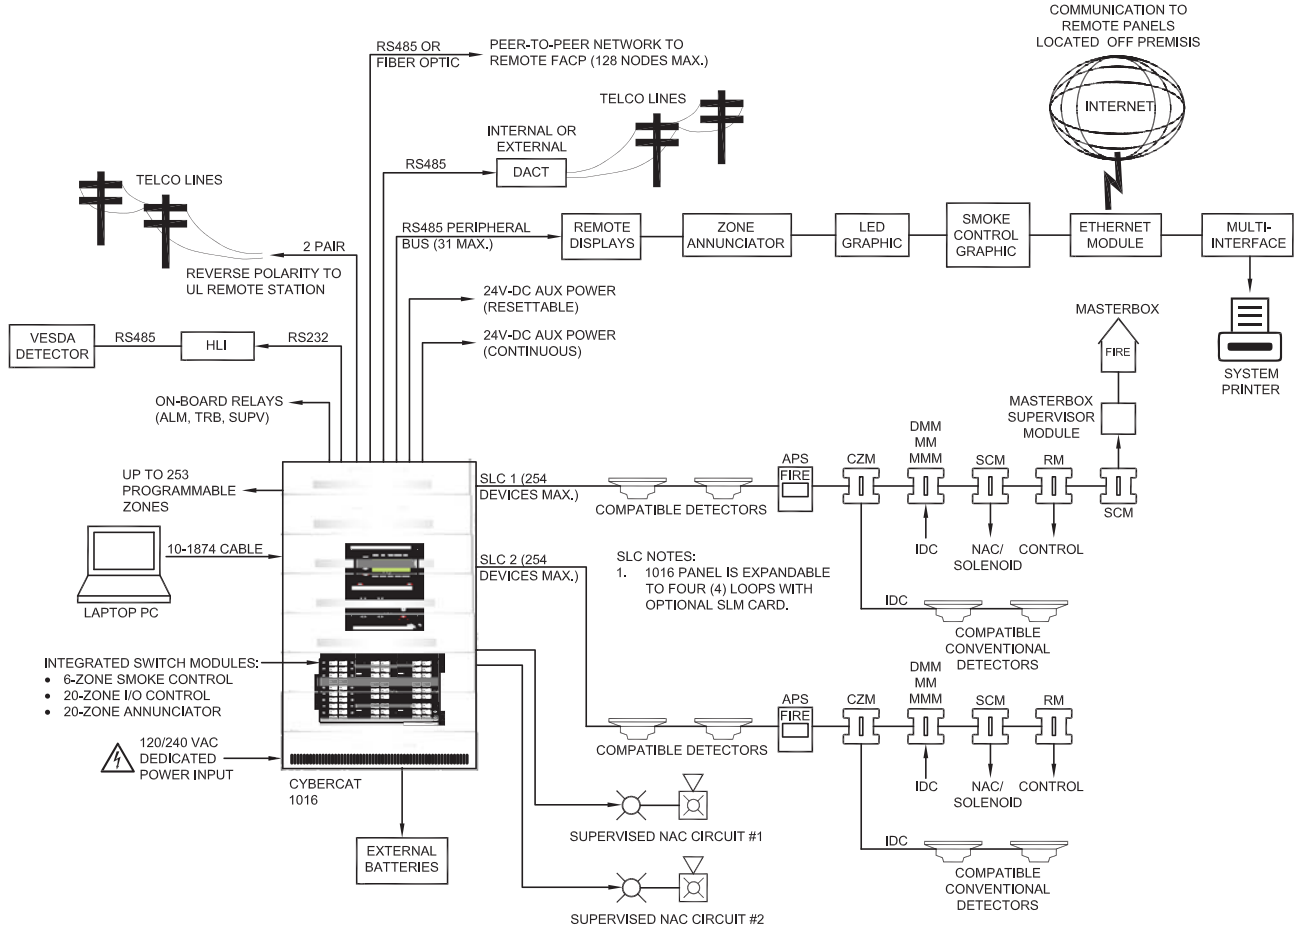 COMMUNICATION TO
REMOTE PANELS
LOCATED OFF PREMISIS
INTERNET
RS485 OR
FIBER OPTIC
PEER-TO-PEER NETWORK TO
REMOTE FACP (128 NODES MAX.)
TELCO LINES
INTERNAL OR
EXTERNAL
RS485
DACT
TELCO LINES
2 PAIR
REVERSE POLARITY TO
UL REMOTE STATION
RS485 PERIPHERAL
BUS (31 MAX.)
REMOTE
DISPLAYS
ZONE
ANNUNCIATOR
LED
GRAPHIC
SMOKE
CONTROL
GRAPHIC
ETHERNET
MODULE
MULTI-
INTERFACE
SYSTEM
PRINTER
24V-DC AUX POWER
(RESETTABLE)
24V-DC AUX POWER
(CONTINUOUS)
VESDA
DETECTOR
RS485
HLI
RS232
ON-BOARD RELAYS
(ALM, TRB, SUPV)
MASTERBOX
FIRE
MASTERBOX
SUPERVISOR
MODULE
UP TO 253
PROGRAMMABLE
ZONES
10-1874 CABLE
LAPTOP PC
SLC 1 (254
DEVICES MAX.)
COMPATIBLE DETECTORS
APS
FIRE
CZM
DMM
MM
MMM
SCM
RM
SCM
IDC
NAC/
SOLENOID
CONTROL
IDC
COMPATIBLE
CONVENTIONAL
DETECTORS
SLC 2 (254
DEVICES MAX.)
SLC NOTES:
1. 1016 PANEL IS EXPANDABLE
TO FOUR (4) LOOPS WITH
OPTIONAL SLM CARD.
INTEGRATED SWITCH MODULES:
• 6-ZONE SMOKE CONTROL
• 20-ZONE I/O CONTROL
• 20-ZONE ANNUNCIATOR
120/240 VAC
DEDICATED
POWER INPUT
CYBERCAT
1016
EXTERNAL
BATTERIES
COMPATIBLE DETECTORS
APS
FIRE
CZM
DMM
MM
MMM
SCM
RM
IDC
NAC/
SOLENOID
CONTROL
IDC
COMPATIBLE
CONVENTIONAL
DETECTORS
SUPERVISED NAC CIRCUIT #1
SUPERVISED NAC CIRCUIT #2